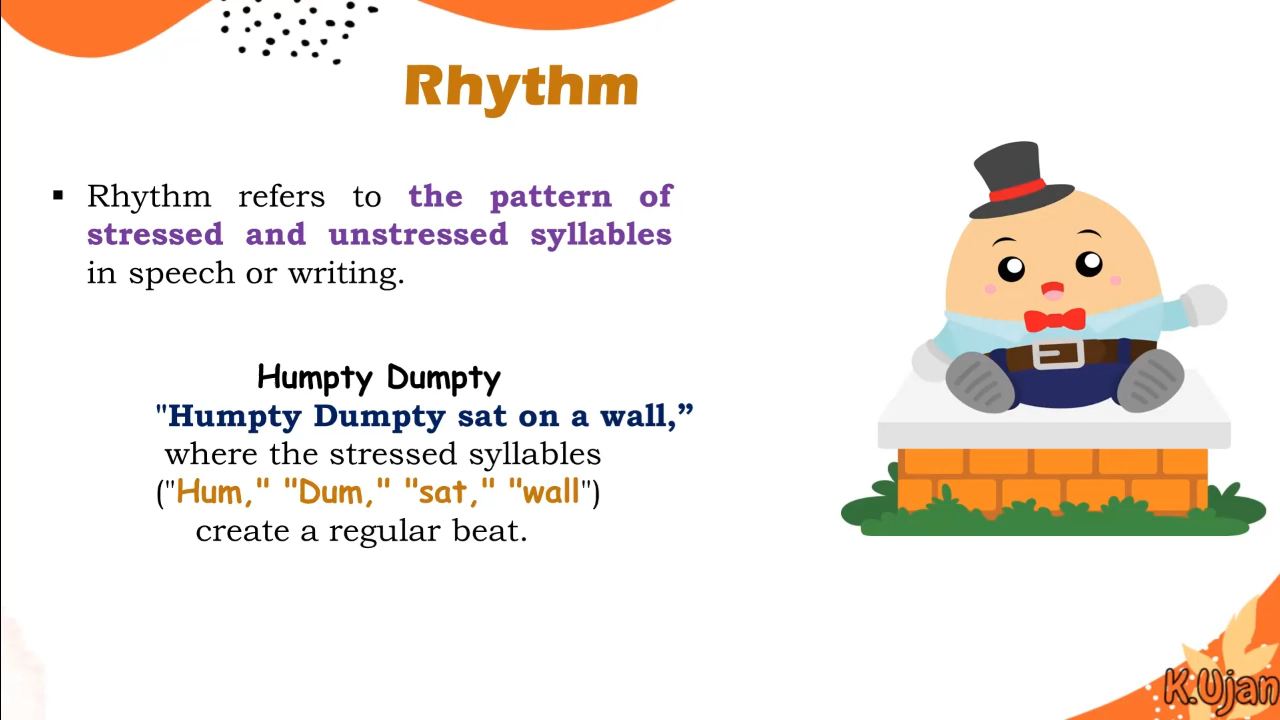 Rhythm
▪ Rhythm refers to the pattern of
stressed and unstressed syllables
in speech or writing.
Humpty Dumpty
"Humpty Dumpty sat on a wall,”
where the stressed syllables
("Hum," "Dum," "sat," "wall")
create a regular beat.
K.Ujan